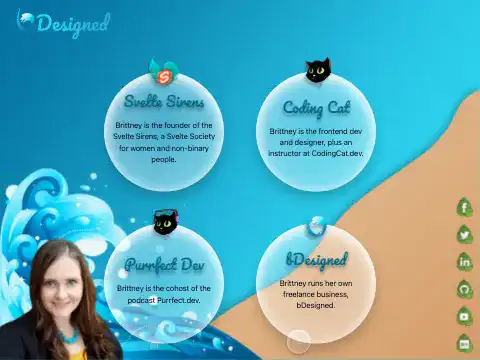 Designed
Svelte Sirens
Brittney is the founder of the
Svelte Sirens, a Svelte Society
for women and non-binary
people.
Coding Cat
Brittney is the frontend dev
and designer, plus an
instructor at CodingCat.dev.
Purrfect Dev
Brittney is the cohost of the
podcast Purrfect.dev.
bDesigned
Brittney runs her own
freelance business,
bDesigned.